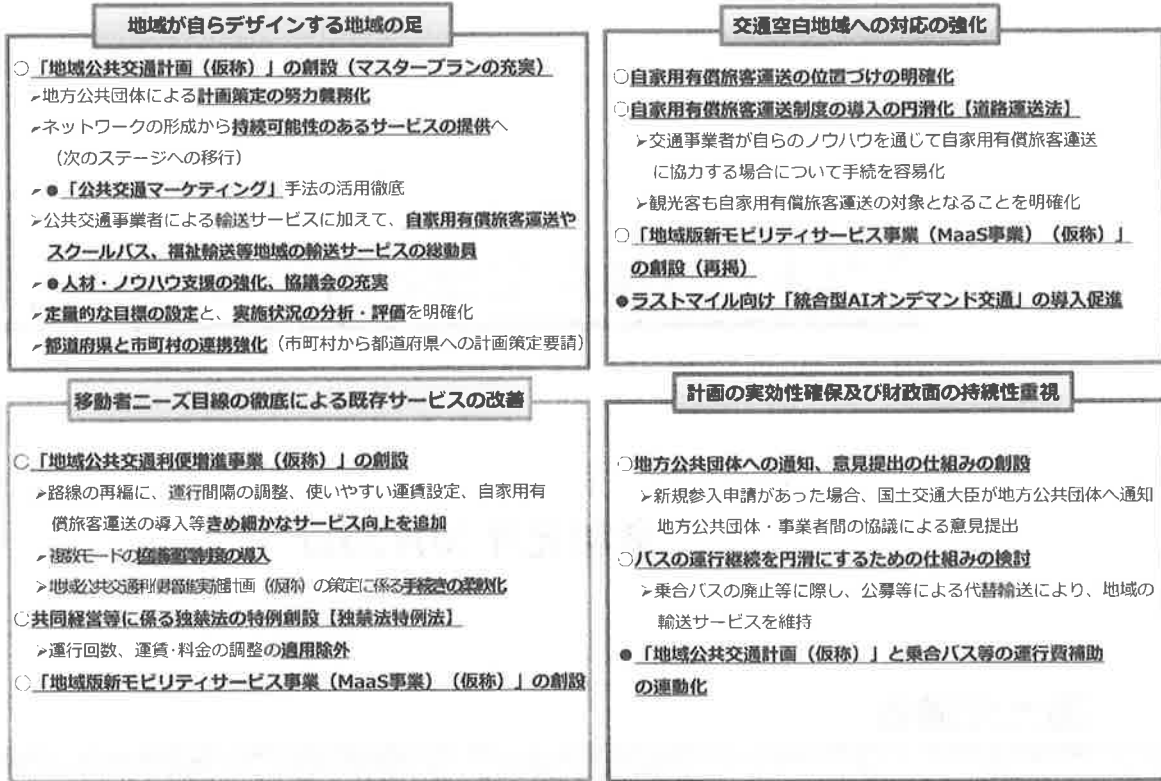 地域が自らデザインする地域の足
○「地域公共交通計画（仮称）」の創設（マスタープランの充実）
➢地方公共団体による計画策定の努力義務化
➢ネットワークの形成から持続可能性のあるサービスの提供へ
（次のステージへの移行）
➢●「公共交通マーケティング」手法の活用徹底
➢公共交通事業者による輸送サービスに加えて、自家用有償旅客運送や
スクールバス、福祉輸送等地域の輸送サービスの総動員
➢●人材・ノウハウ支援の強化、協議会の充実
➢定量的な目標の設定と、実施状況の分析・評価を明確化
➢都道府県と市町村の連携強化（市町村から都道府県への計画策定要請）
交通空白地域への対応の強化
○自家用有償旅客運送の位置づけの明確化
○自家用有償旅客運送制度の導入の円滑化【道路運送法】
➢交通事業者が自らのノウハウを通じて自家用有償旅客運送
に協力する場合について手続を容易化
➢観光客も自家用有償旅客運送の対象となることを明確化
○「地域版新モビリティサービス事業（MaaS事業）（仮称）」
の創設（再掲）
●ラストマイル向け「統合型AIオンデマンド交通」の導入促進
移動者ニーズ目線の徹底による既存サービスの改善
○「地域公共交通利便増進事業（仮称）」の創設
➢路線の再編に、運行間隔の調整、使いやすい運賃設定、自家用有
償旅客運送の導入等きめ細かなサービス向上を追加
➢複数モードの の導入
➢地域公共交通利便増進実施計画（仮称）の策定に係る手続きの柔軟化
○共同経営等に係る独禁法の特例創設【独禁法特例法】
➢運行回数、運賃・料金の調整の適用除外
○「地域版新モビリティサービス事業（MaaS事業）（仮称）」の創設
計画の実効性確保及び財政面の持続性重視
○地方公共団体への通知、意見提出の仕組みの創設
➢新規参入申請があった場合、国土交通大臣が地方公共団体へ通知
地方公共団体・事業者間の協議による意見提出
○バスの運行継続を円滑にするための仕組みの検討
➢乗合バスの廃止等に際し、公募等による代替輸送により、地域の
輸送サービスを維持
●「地域公共交通計画（仮称）」と乗合バス等の運行費補助
の連動化